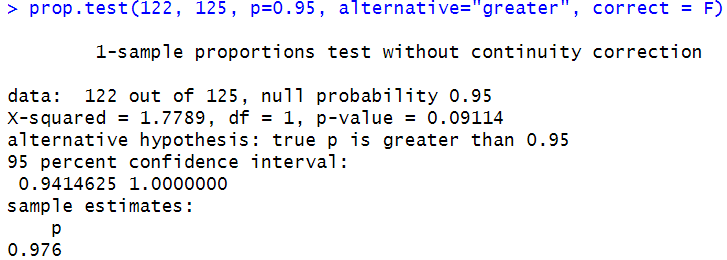 > prop.test(122, 125, p=0.95, alternative="greater", correct = F)
1-sample proportions test without continuity correction
data:  122 out of 125, null probability 0.95
X-squared = 1.7789, df = 1, p-value = 0.09114
alternative hypothesis: true p is greater than 0.95
95 percent confidence interval:
0.9414625 1.0000000
sample estimates:
p
0.976